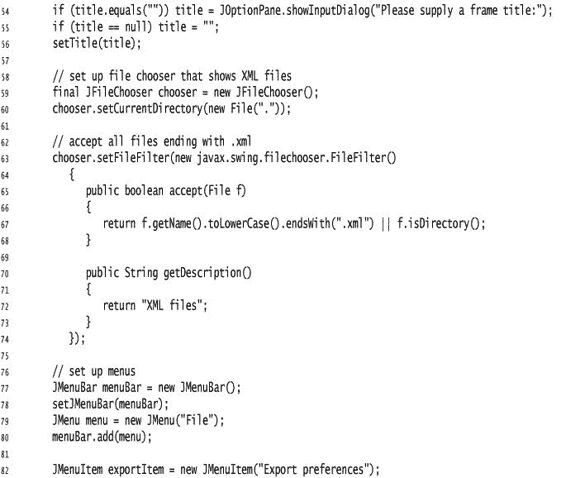 54 if (title.equals("")) title = JOptionPane.showInputDialog("Please supply a frame title:");
55 if (title == null) title = "";
56 setTitle(title);
57
58 // set up file chooser that shows XML files
59 final JFileChooser chooser = new JFileChooser();
60 chooser.setCurrentDirectory(new File("."));
61
62 // accept all files ending with .xml
63 chooser.setFileFilter(new javax.swing.filechooser.FileFilter()
64 {
65 public boolean accept(File f)
66 {
67 return f.getName().toLowerCase().endsWith(".xml") || f.isDirectory();
68 }
69
70 public String getDescription()
71 {
72 return "XML files";
73 }
74 });
75
76 // set up menus
77 JMenuBar menuBar = new JMenuBar();
78 setJMenuBar(menuBar);
79 JMenu menu = new JMenu("File");
80 menuBar.add(menu);
81
82 JMenuItem exportItem = new JMenuItem("Export preferences");